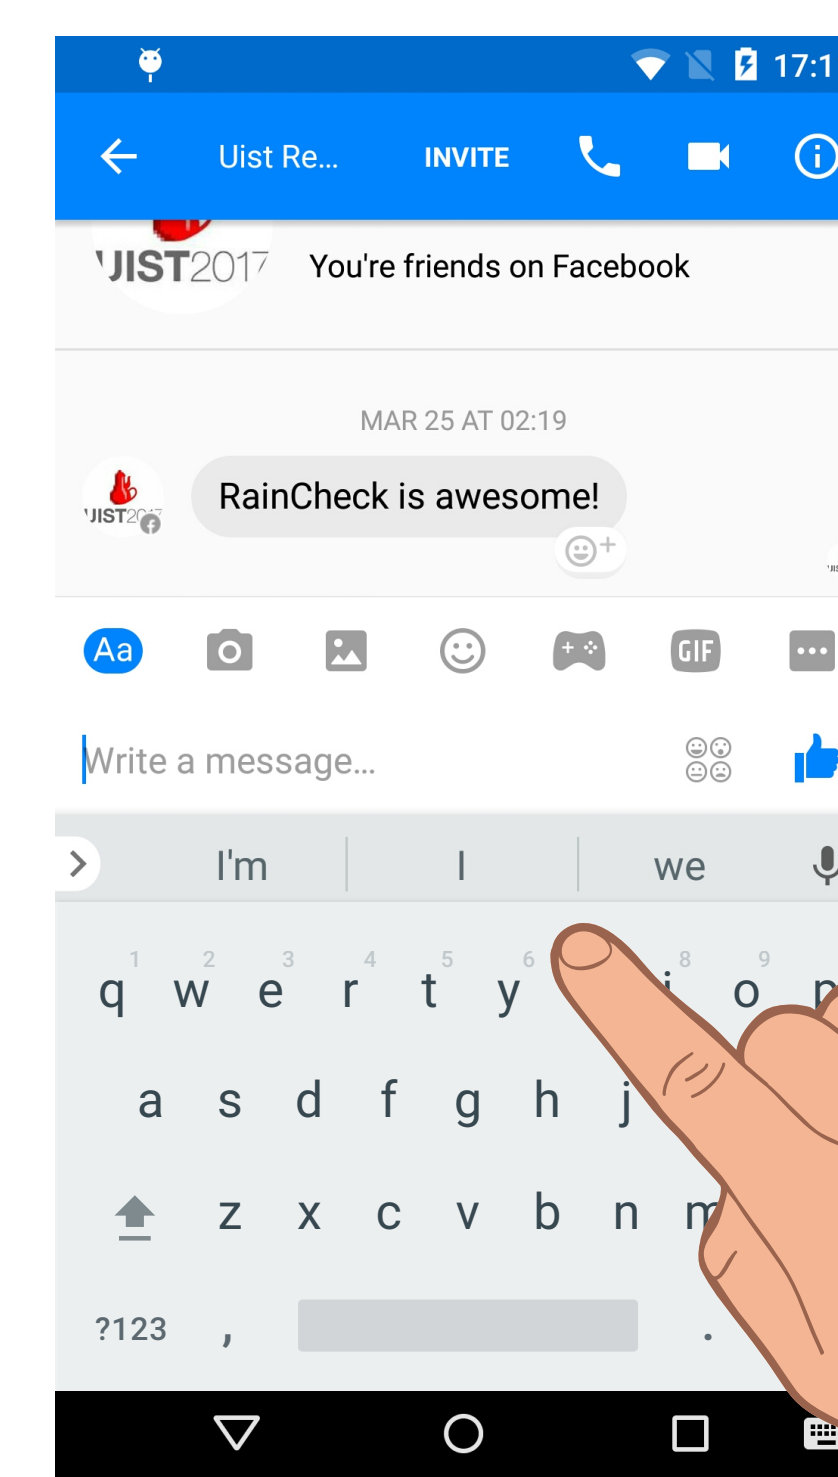 17:1
Uist Re... INVITE
UIST2017 You're friends on Facebook
MAR 25 AT 02:19
RainCheck is awesome!
UIST2017
Aa GIF
Write a message...
I'm I we
1 2 3 4 5 6 8 9
q w e r t y i o p
a s d f g h j
z x c v b n m
?123 , .